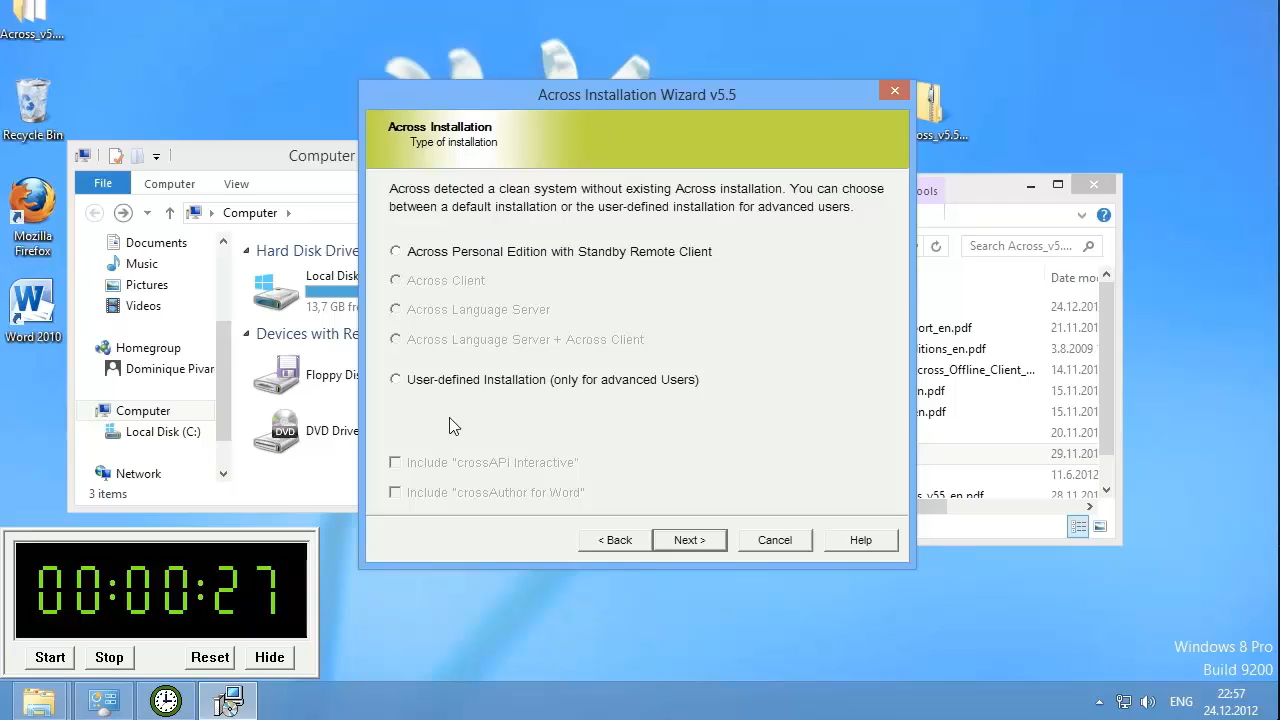 Across_v5....
Recycle Bin
Mozilla
Firefox
Word 2010
Computer
File
Computer
View
Computer
Documents
Music
Pictures
Videos
Homegroup
Dominique Pivar
Computer
Local Disk (C:)
Network
3 items
Hard Disk Drive
Local Disk
13,7 GB fre
Devices with Re
Floppy Dis
DVD
DVD Drive
Across Installation Wizard v5.5
Across Installation
Type of installation
Across detected a clean system without existing Across installation. You can choose
between a default installation or the user-defined installation for advanced users.
Across Personal Edition with Standby Remote Client
Across Client
Across Language Server
Across Language Server + Across Client
User-defined Installation (only for advanced Users)
Include "crossAPI Interactive"
Include "crossAuthor for Word"
< Back
Next >
Cancel
Help
oss_v5.5...
ools
Search Across_v5....
Date mo
24.12.201
port_en.pdf
21.11.201
ditions_en.pdf
3.8.2009
cross_Offline_Client_...
14.11.201
en.pdf
15.11.201
en.pdf
15.11.201
20.11.201
29.11.201
11.6.2012
s_v55_en.pdf
28.11.201
00:00:27
Start
Stop
Reset
Hide
Windows 8 Pro
Build 9200
ENG
22:57
24.12.2012